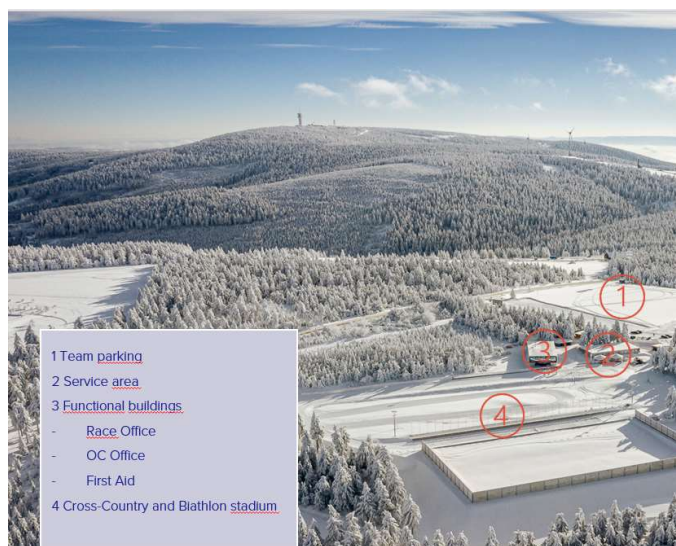 1
3
2
4
1 Team parking
2 Service area
3 Functional buildings
- Race Office
- OC Office
- First Aid
4 Cross-Country and Biathlon stadium